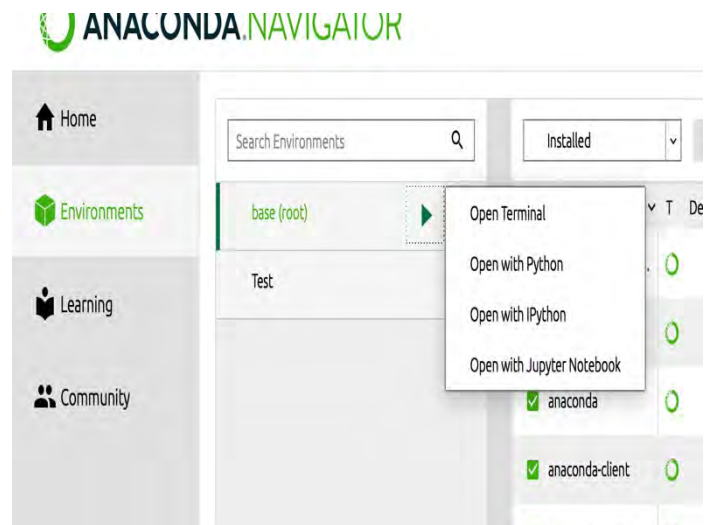 ANACONDA.NAVIGATOR
Home
Environments
Learning
Community
Search Environments
base (root)
Test
Installed
T De
Open Terminal
Open with Python
Open with IPython
Open with Jupyter Notebook
anaconda
anaconda-client